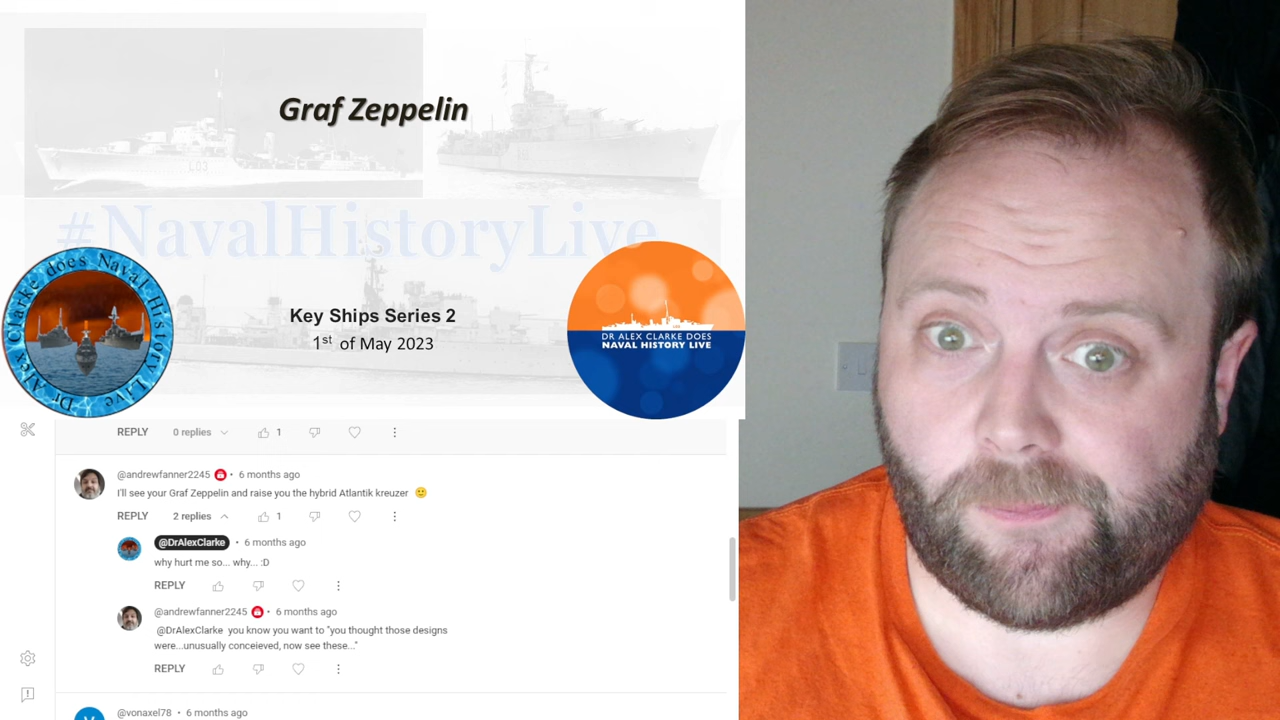 Graf Zeppelin
L03
#NavalHistoryLive
Dr Alex Clarke does Naval History Live
DR ALEX CLARKE DOES
NAVAL HISTORY LIVE
Key Ships Series 2
1st of May 2023
REPLY 0 replies 1
@andrewfanner2245 • 6 months ago
I'll see your Graf Zeppelin and raise you the hybrid Atlantik kreuzer 🙂
REPLY 2 replies 1
@DrAlexClarke • 6 months ago
why hurt me so... why... :D
REPLY
@andrewfanner2245 • 6 months ago
@DrAlexClarke you know you want to "you thought those designs
were...unusually conceieved, now see these..."
REPLY
@vonaxel78 • 6 months ago